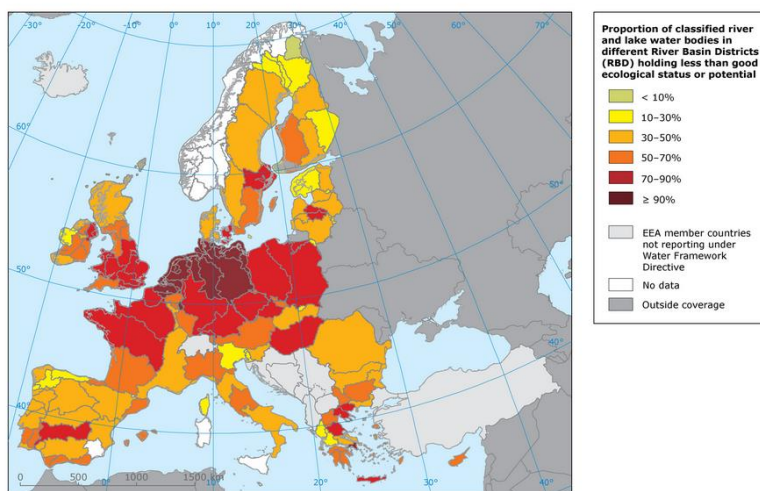 -30° -20° -10° 0° 10° 20° 30° 40° 50° 60° 70°
60°
50°
40°
60°
50°
40°
0 500 1000 1500 km
0° 10° 20° 30° 40°
Proportion of classified river
and lake water bodies in
different River Basin Districts
(RBD) holding less than good
ecological status or potential
< 10%
10–30%
30–50%
50–70%
70–90%
≥ 90%
EEA member countries
not reporting under
Water Framework
Directive
No data
Outside coverage